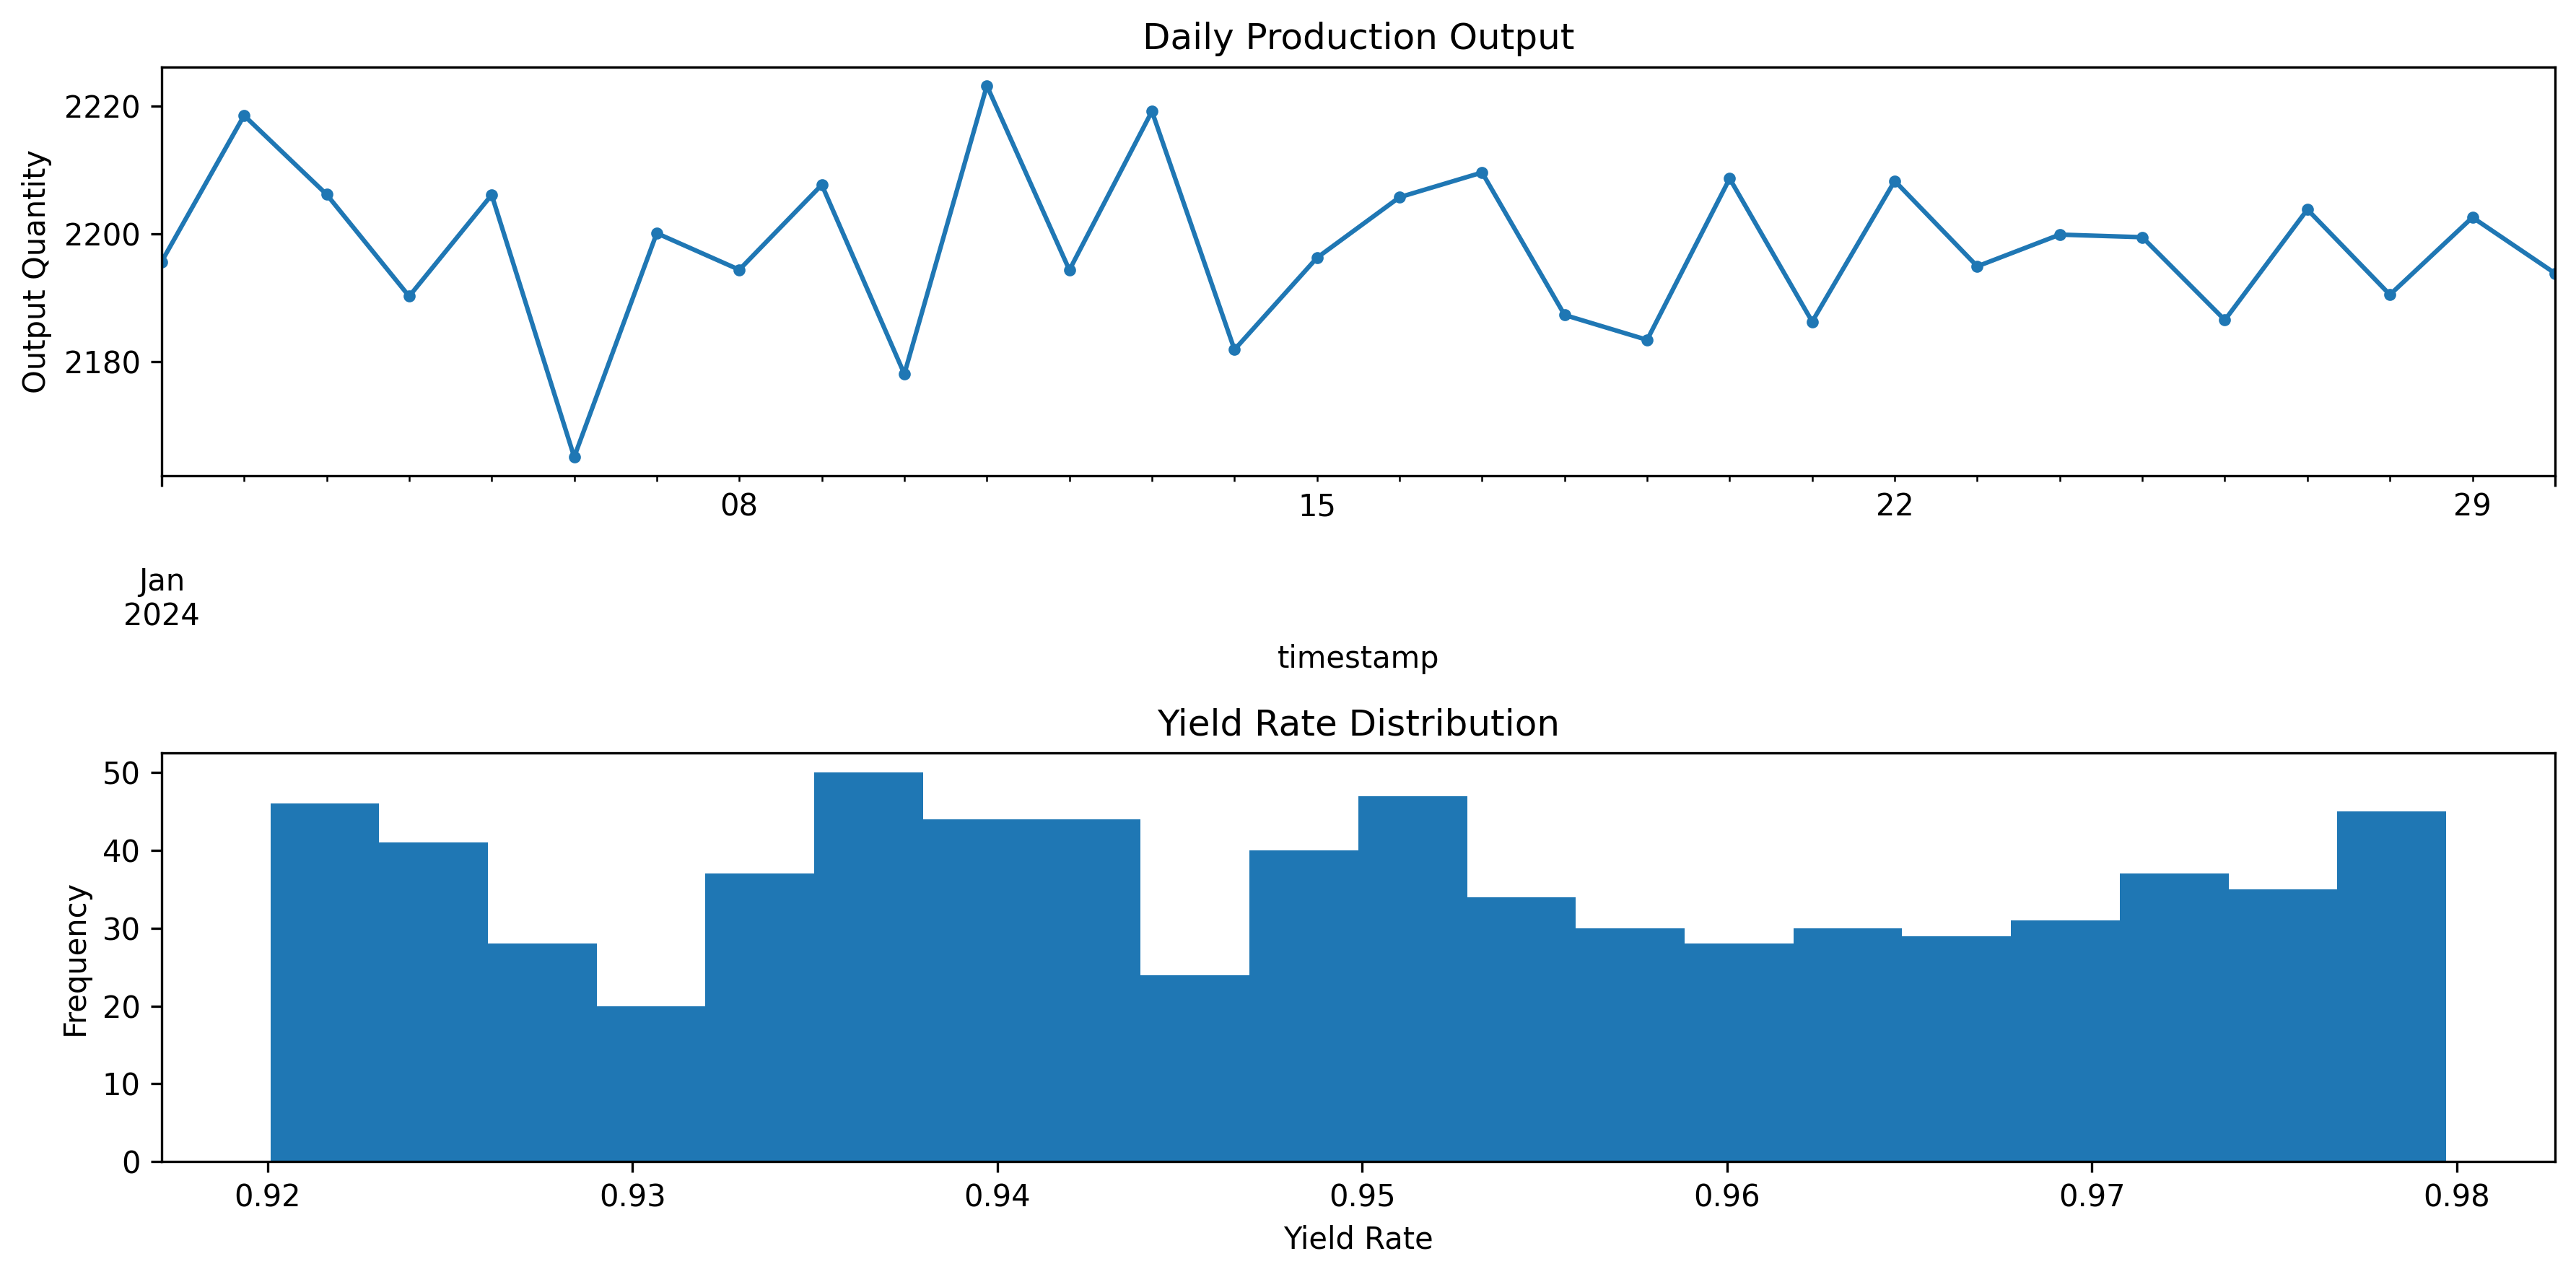 Daily Production Output
2220
2200
2180
Output Quantity
08 15 22 29
Jan
2024
timestamp
Yield Rate Distribution
50
40
30
20
10
0
Frequency
0.92 0.93 0.94 0.95 0.96 0.97 0.98
Yield Rate